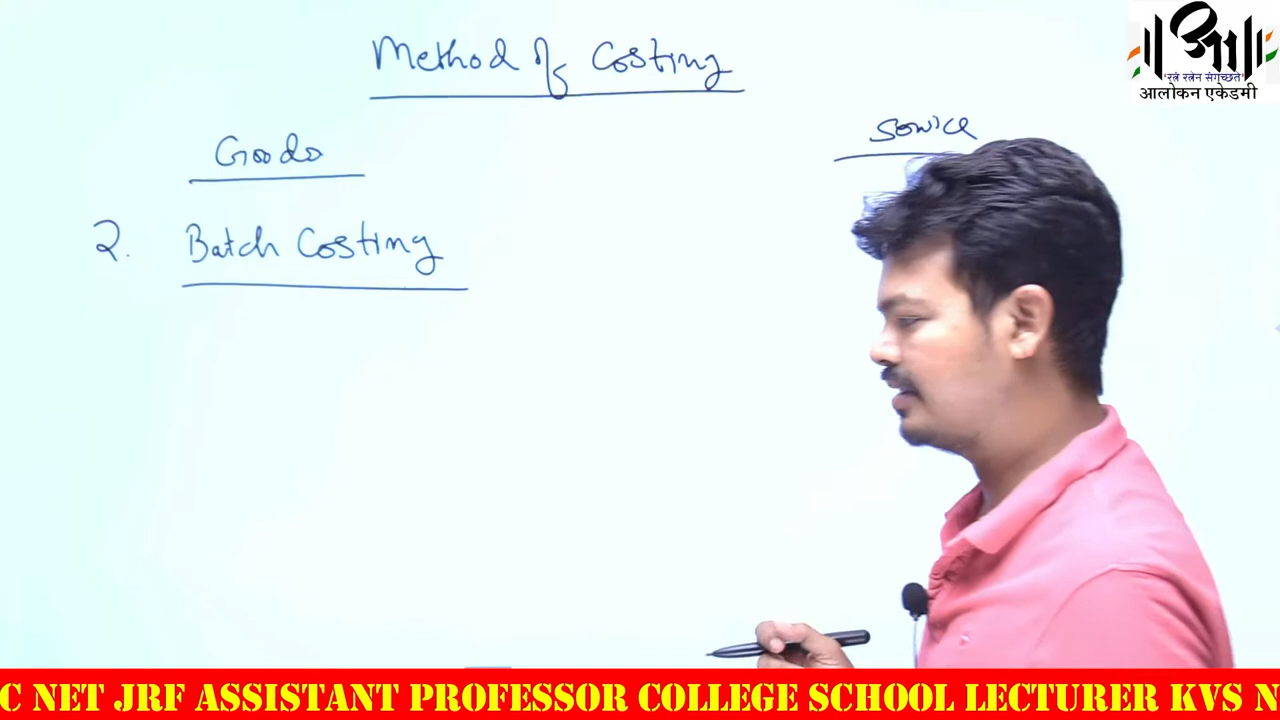 Method of Costing
आ
'रत्नं रत्नेन संगच्छते'
आलोकन एकेडमी
Service
Goods
2. Batch Costing
C NET JRF ASSISTANT PROFESSOR COLLEGE SCHOOL LECTURER KVS N